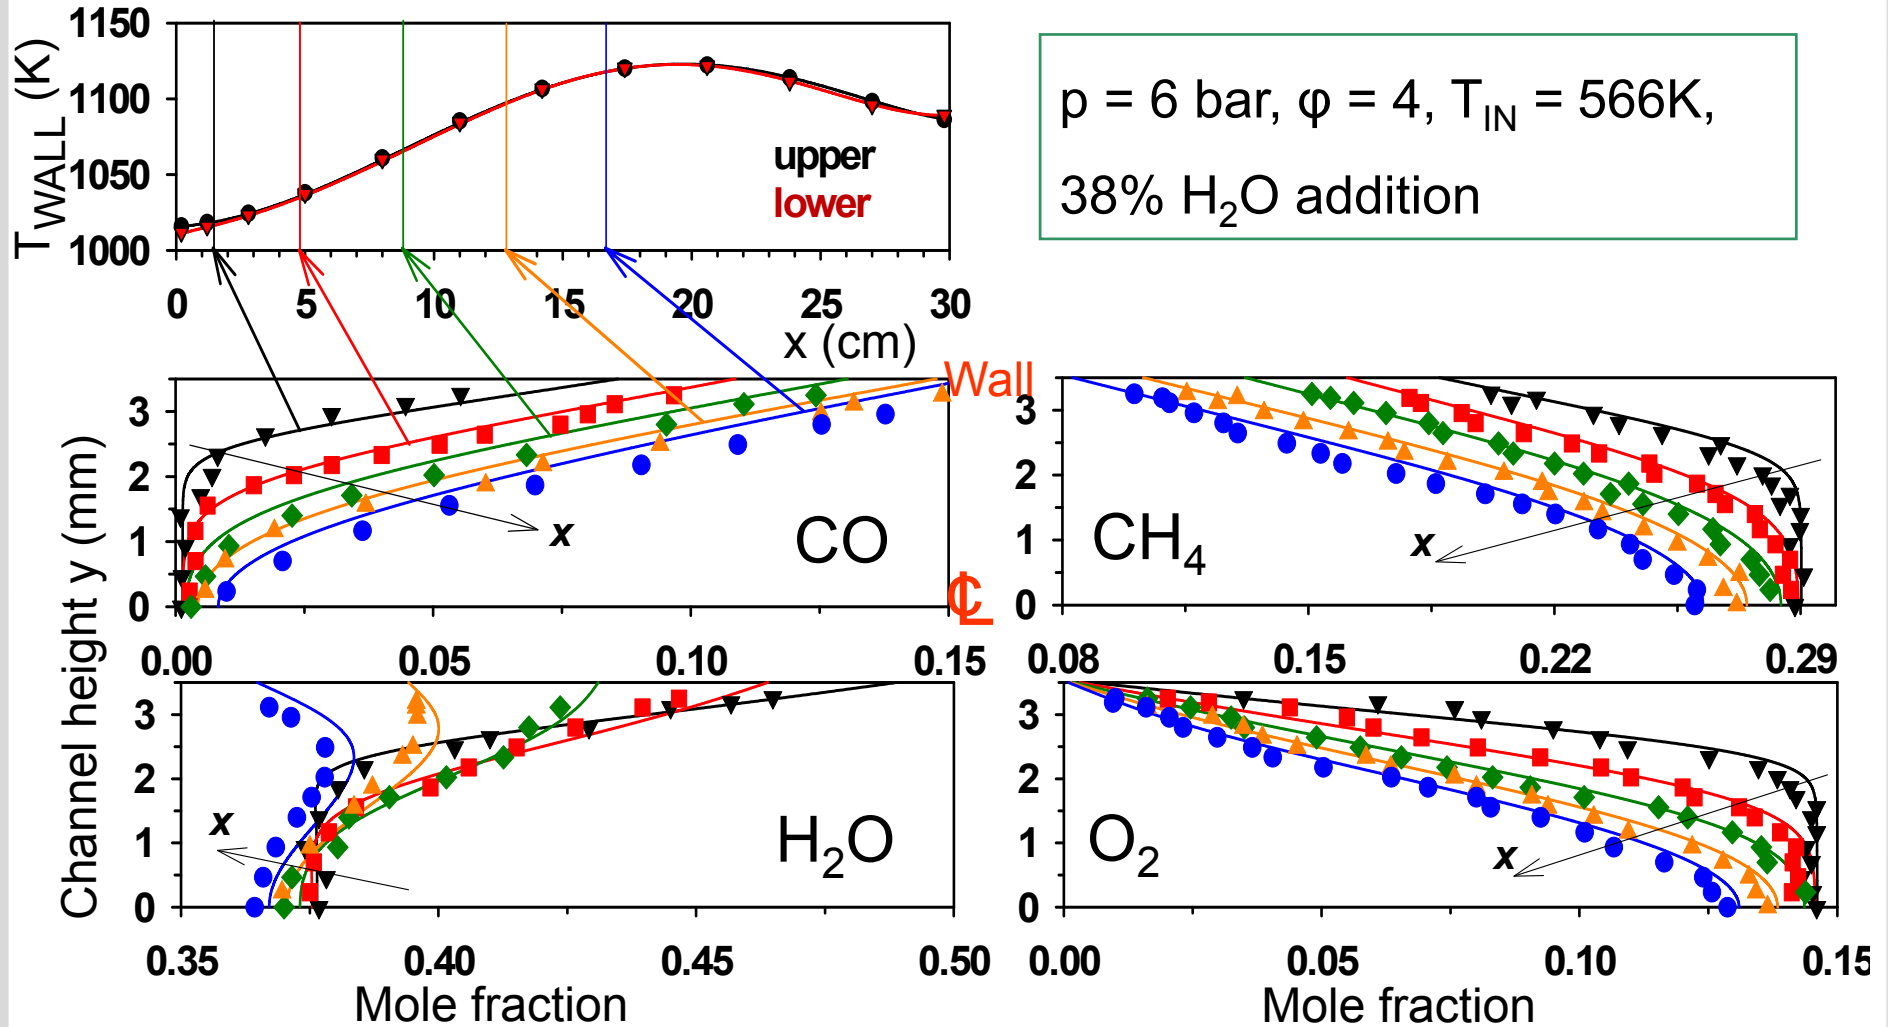 1150
1100
1050
1000
T WALL (K)
upper
lower
0 5 10 15 20 25 30
x (cm)
p = 6 bar, φ = 4, T IN = 566K,
38% H2O addition
Wall
3
2
1
0
x
CO
℄
0.00 0.05 0.10 0.15
3
2
1
0
x
CH4
0.08 0.15 0.22 0.29
Channel height y (mm)
3
2
1
0
x
H2O
0.35 0.40 0.45 0.50
Mole fraction
3
2
1
0
x
O2
0.00 0.05 0.10 0.15
Mole fraction